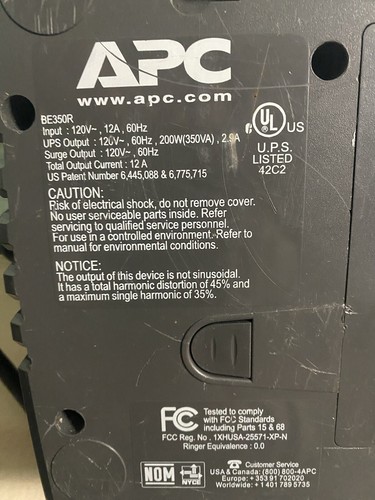 APC
www.apc.com
BE350R
Input : 120V~ , 12A , 60Hz
UPS Output : 120V~ , 60Hz , 200W(350VA) , 2.9A
Surge Output : 120V~ , 60Hz
Total Output Current : 12 A
US Patent Number 6,445,088 & 6,775,715
C UL US
U.P.S.
LISTED
42C2
CAUTION:
Risk of electrical shock, do not remove cover.
No user serviceable parts inside. Refer
servicing to qualified service personnel.
For use in a controlled environment. Refer to
manual for environmental conditions.
NOTICE:
The output of this device is not sinusoidal.
It has a total harmonic distortion of 45% and
a maximum single harmonic of 35%.
FC Tested to comply
with FCC Standards
including Parts 15 & 68
FCC Reg. No . 1XHUSA-25571-XP-N
Ringer Equivalence : 0.0
NOM
NYCE
Customer Service
USA & Canada: (800) 800-4APC
Europe: + 353 91 702020
Worldwide: + 1 401 789 5735